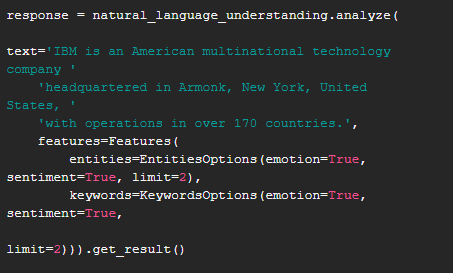 response = natural_language_understanding.analyze(
text='IBM is an American multinational technology
company '
'headquartered in Armonk, New York, United
States, '
'with operations in over 170 countries.',
features=Features(
entities=EntitiesOptions(emotion=True,
sentiment=True, limit=2),
keywords=KeywordsOptions(emotion=True,
sentiment=True,
limit=2))).get_result()